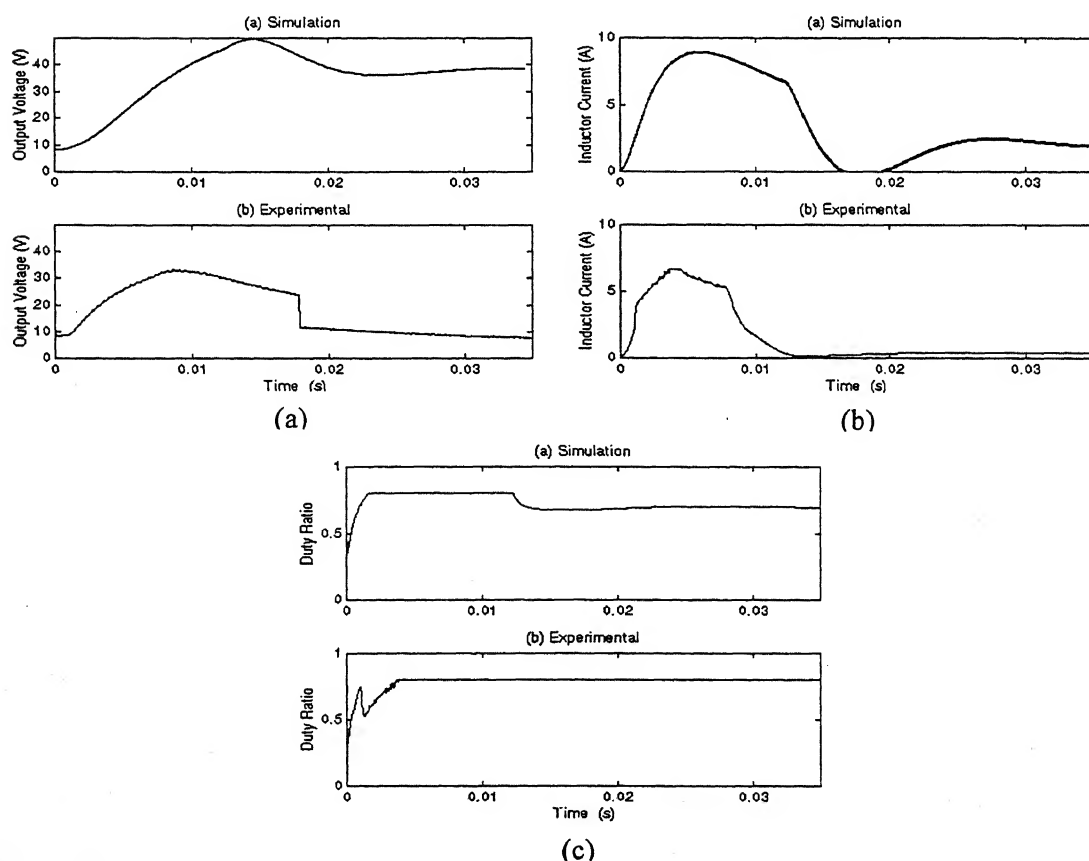 (a) Simulation
Output Voltage (V)
40
30
20
10
0
0 0.01 0.02 0.03
(b) Experimental
Output Voltage (V)
40
30
20
10
0
0 0.01 0.02 0.03
Time (s)
(a)
(a) Simulation
Inductor Current (A)
10
5
0
0 0.01 0.02 0.03
(b) Experimental
Inductor Current (A)
10
5
0
0 0.01 0.02 0.03
Time (s)
(b)
(a) Simulation
Duty Ratio
1
0.5
0
0 0.01 0.02 0.03
(b) Experimental
Duty Ratio
1
0.5
0
0 0.01 0.02 0.03
Time (s)
(c)